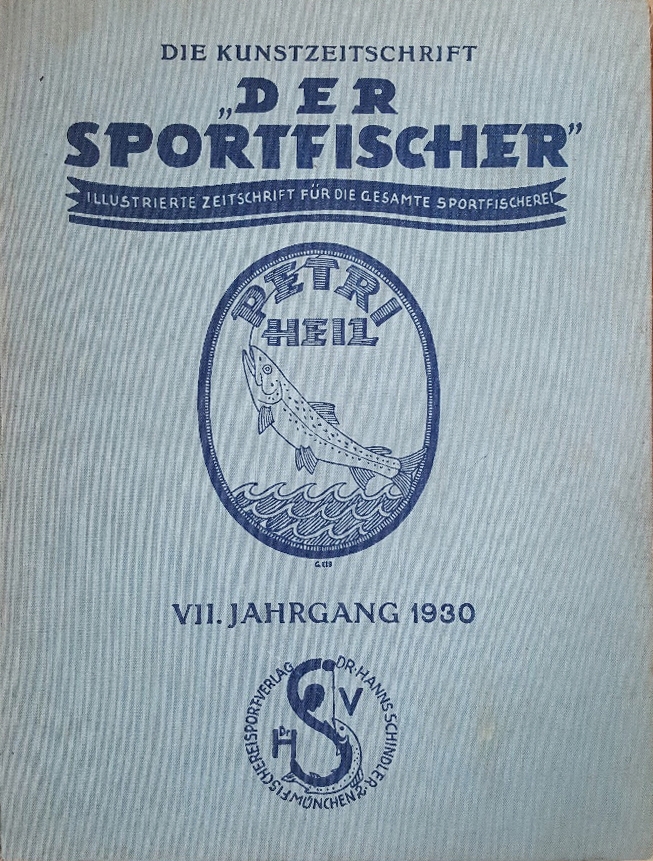 DIE KUNSTZEITSCHRIFT
„DER
SPORTFISCHER”
ILLUSTRIERTE ZEITSCHRIFT FÜR DIE GESAMTE SPORTFISCHEREI
PETRI
HEIL
VII. JAHRGANG 1930
FISCHEREISPORTVERLAG DR. HANNS SCHINDLER
MÜNCHEN
Dr
H S V